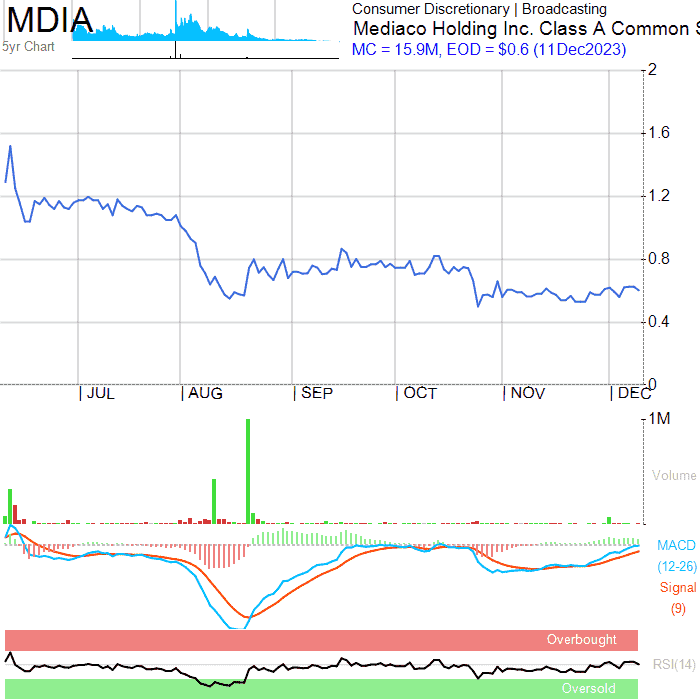 MDIA
5yr Chart
Consumer Discretionary | Broadcasting
Mediaco Holding Inc. Class A Common S
MC = 15.9M, EOD = $0.6 (11Dec2023)
2
1.6
1.2
0.8
0.4
0
| JUL | AUG | SEP | OCT | NOV | DEC
1M
Volume
MACD
(12-26)
Signal
(9)
Overbought
RSI(14)
Oversold